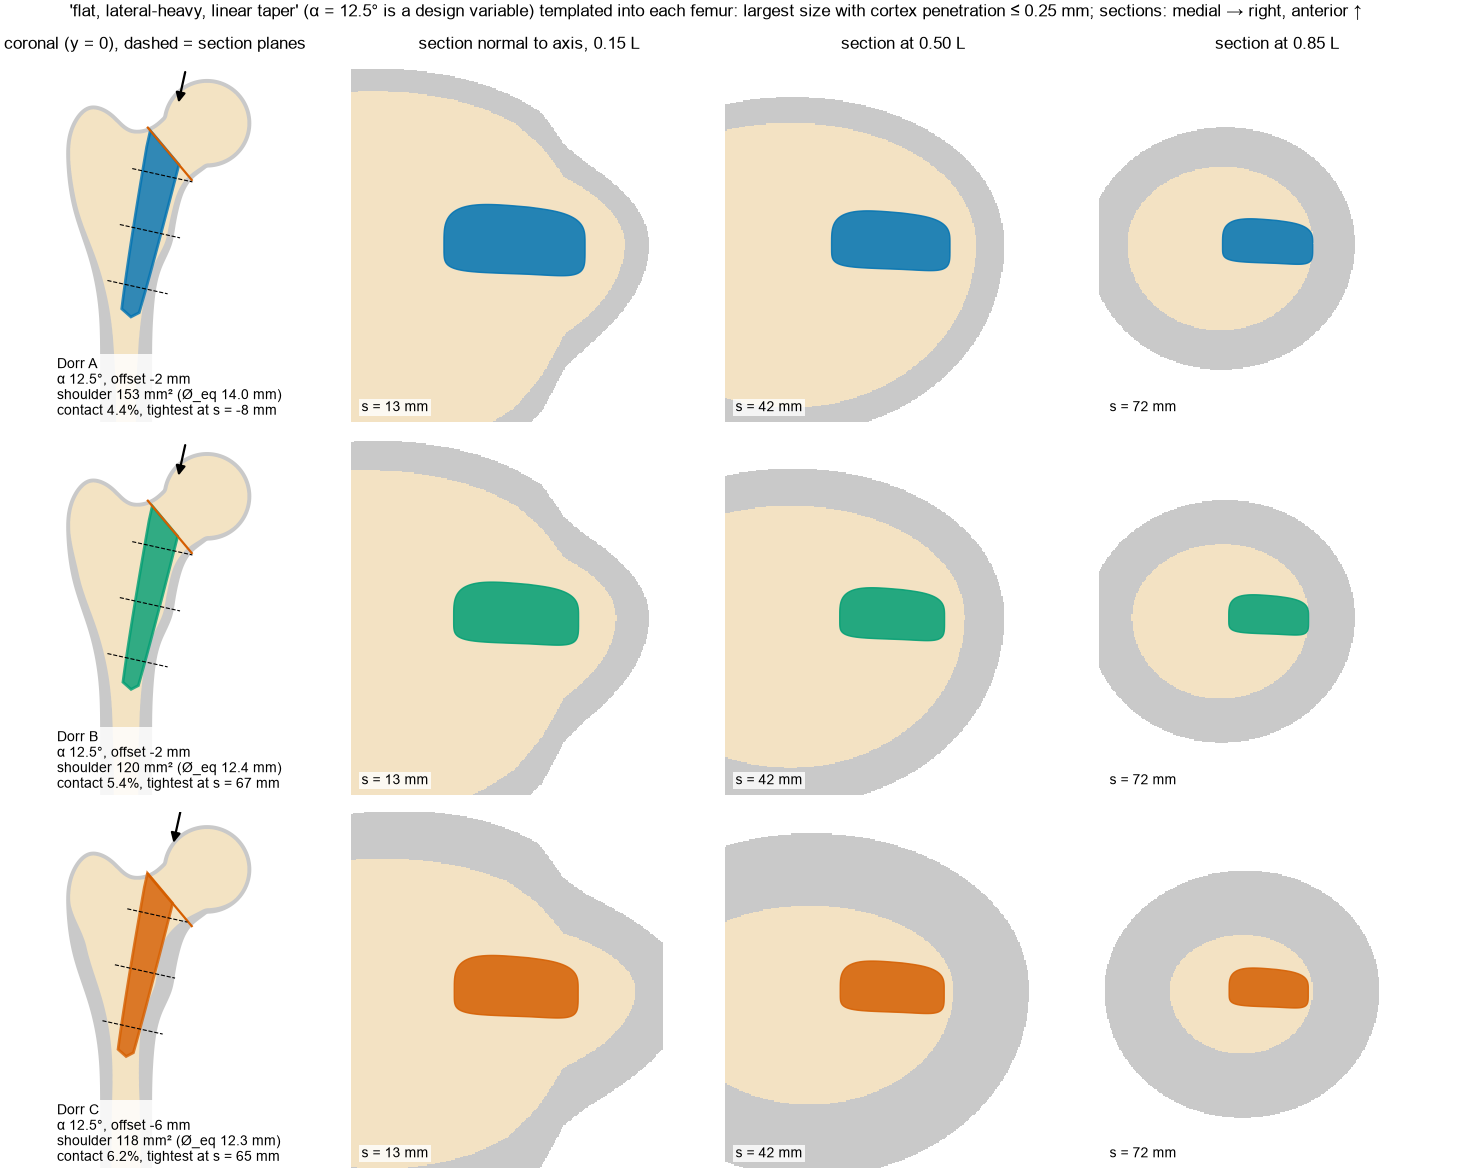 'flat, lateral-heavy, linear taper' (α = 12.5° is a design variable) templated into each femur: largest size with cortex penetration ≤ 0.25 mm; sections: medial → right, anterior ↑
coronal (y = 0), dashed = section planes
section normal to axis, 0.15 L
section at 0.50 L
section at 0.85 L
Dorr A
α 12.5°, offset -2 mm
shoulder 153 mm² (Ø_eq 14.0 mm)
contact 4.4%, tightest at s = -8 mm
s = 13 mm
s = 42 mm
s = 72 mm
Dorr B
α 12.5°, offset -2 mm
shoulder 120 mm² (Ø_eq 12.4 mm)
contact 5.4%, tightest at s = 67 mm
s = 13 mm
s = 42 mm
s = 72 mm
Dorr C
α 12.5°, offset -6 mm
shoulder 118 mm² (Ø_eq 12.3 mm)
contact 6.2%, tightest at s = 65 mm
s = 13 mm
s = 42 mm
s = 72 mm